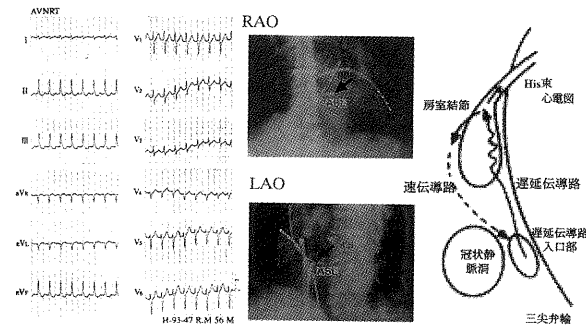 AVNRT
I
II
III
aVR
aVL
aVF
V1
V2
V3
V4
V5
V6
H-93-47 R.M 56 M
RAO
ASP
LAO
ASP
His束
心電図
房室結節
速伝導路
遅延伝導路
遅延伝導路
入口部
冠状静
脈洞
三尖弁輪